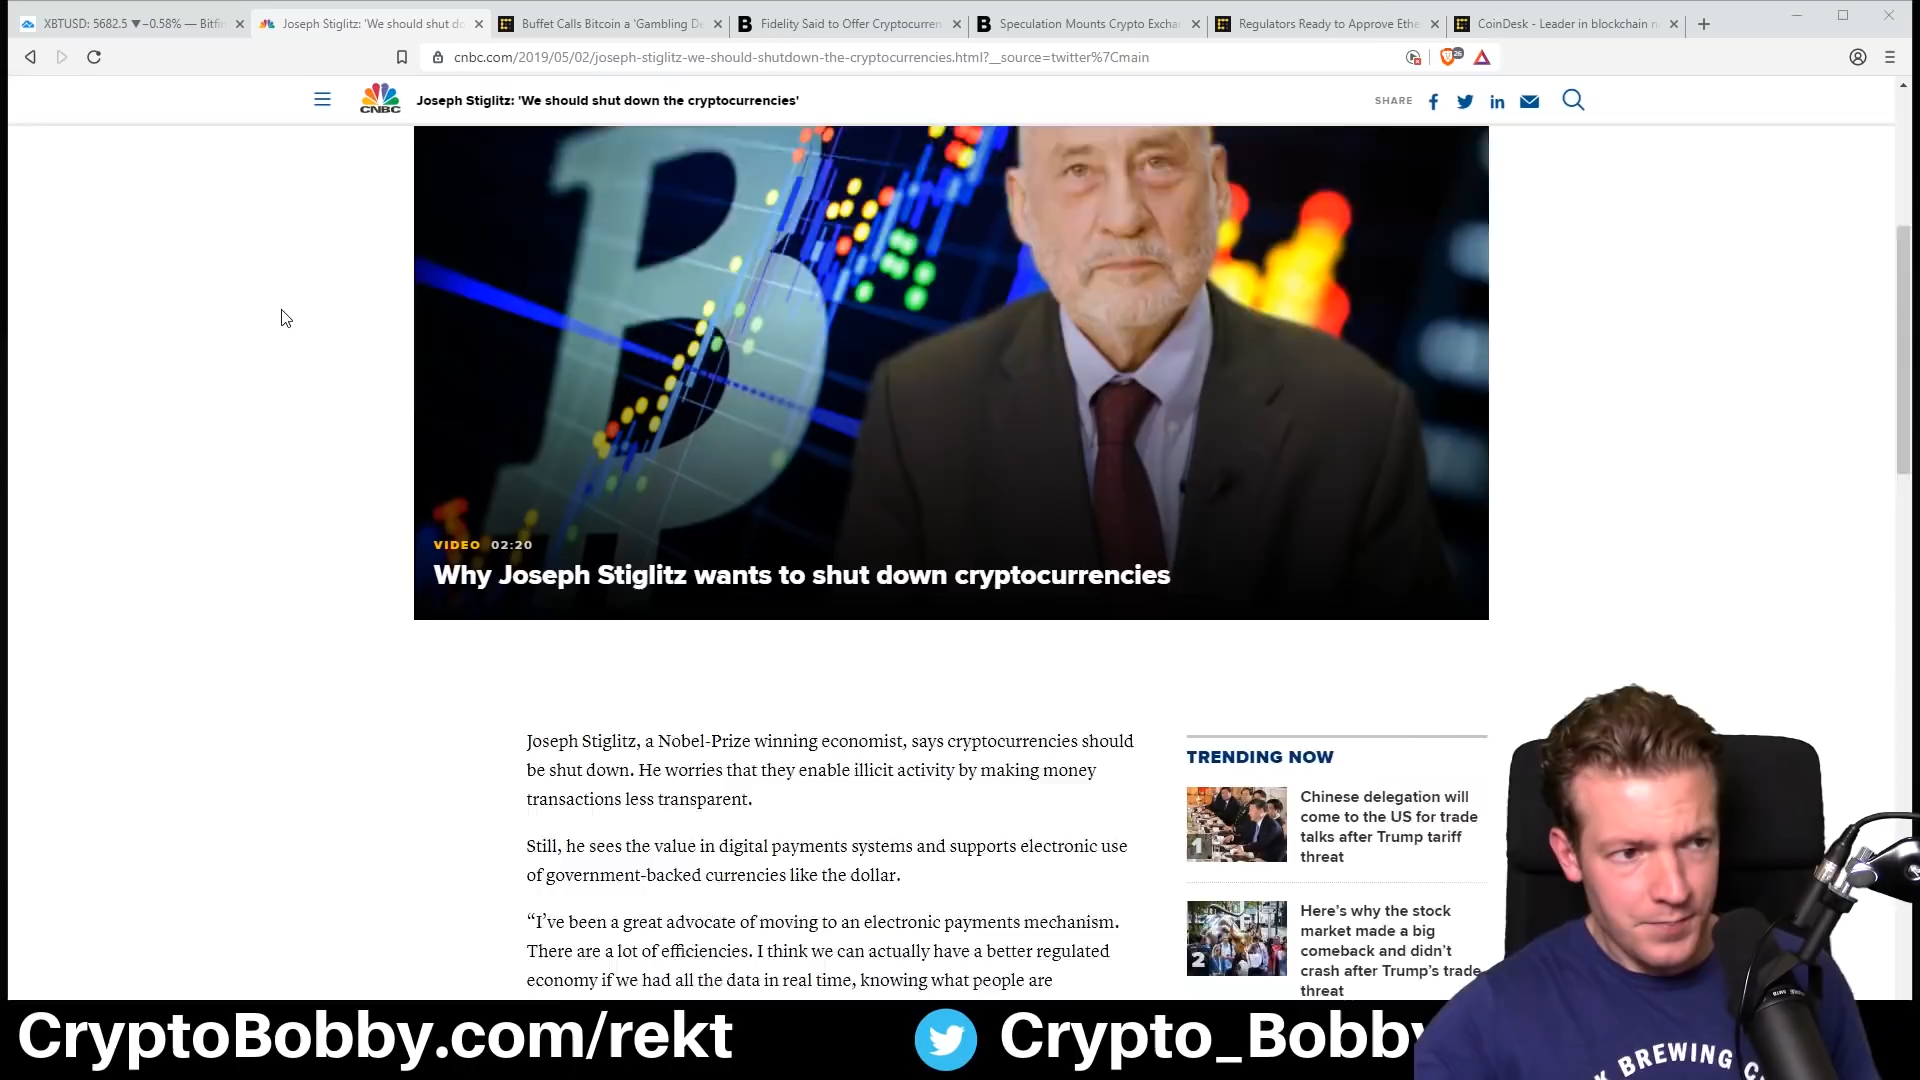 XBTUSD: 5682.5 ▼−0.58% — Bitfin
Joseph Stiglitz: 'We should shut do
Buffet Calls Bitcoin a 'Gambling De
Fidelity Said to Offer Cryptocurren
Speculation Mounts Crypto Excha
Regulators Ready to Approve Ethe
CoinDesk - Leader in blockchain n
cnbc.com/2019/05/02/joseph-stiglitz-we-should-shutdown-the-cryptocurrencies.html?__source=twitter%7Cmain
26
CNBC
Joseph Stiglitz: 'We should shut down the cryptocurrencies'
SHARE
VIDEO 02:20
Why Joseph Stiglitz wants to shut down cryptocurrencies
Joseph Stiglitz, a Nobel-Prize winning economist, says cryptocurrencies should
be shut down. He worries that they enable illicit activity by making money
transactions less transparent.
Still, he sees the value in digital payments systems and supports electronic use
of government-backed currencies like the dollar.
“I’ve been a great advocate of moving to an electronic payments mechanism.
There are a lot of efficiencies. I think we can actually have a better regulated
economy if we had all the data in real time, knowing what people are
TRENDING NOW
1
Chinese delegation will
come to the US for trade
talks after Trump tariff
threat
2
Here’s why the stock
market made a big
comeback and didn’t
crash after Trump’s trade
threat
CryptoBobby.com/rekt
Crypto_Bobby
K BREWING C